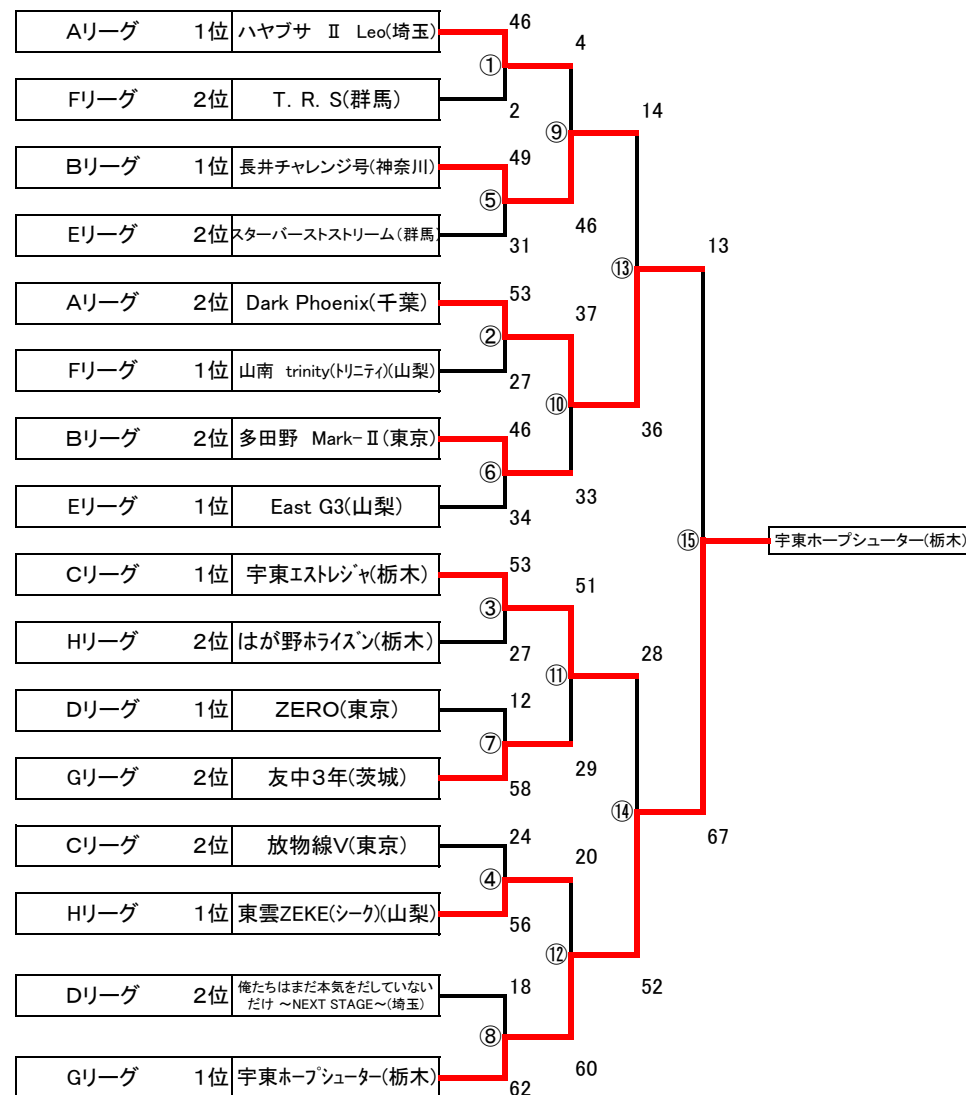 Aリーグ 1位 ハヤブサ Ⅱ Leo(埼玉) 46
4
①
Fリーグ 2位 T. R. S(群馬) 2
14
⑨
Bリーグ 1位 長井チャレンジ号(神奈川) 49
⑤
46
Eリーグ 2位 スターバーストストリーム(群馬) 31
13
⑬
Aリーグ 2位 Dark Phoenix(千葉) 53
37
②
Fリーグ 1位 山南 trinity(トリニティ)(山梨) 27
⑩
36
Bリーグ 2位 多田野 Mark-Ⅱ(東京) 46
⑥
33
Eリーグ 1位 East G3(山梨) 34
⑮ 宇東ホープシューター(栃木)
Cリーグ 1位 宇東エストレジャ(栃木) 53
51
③
Hリーグ 2位 はが野ホライズン(栃木) 27
28
⑪
Dリーグ 1位 ZERO(東京) 12
⑦
29
Gリーグ 2位 友中3年(茨城) 58
⑭
67
Cリーグ 2位 放物線V(東京) 24
20
④
Hリーグ 1位 東雲ZEKE(シーク)(山梨) 56
⑫
52
Dリーグ 2位 俺たちはまだ本気をだしていない
だけ ~NEXT STAGE~(埼玉) 18
⑧
60
Gリーグ 1位 宇東ホープシューター(栃木) 62